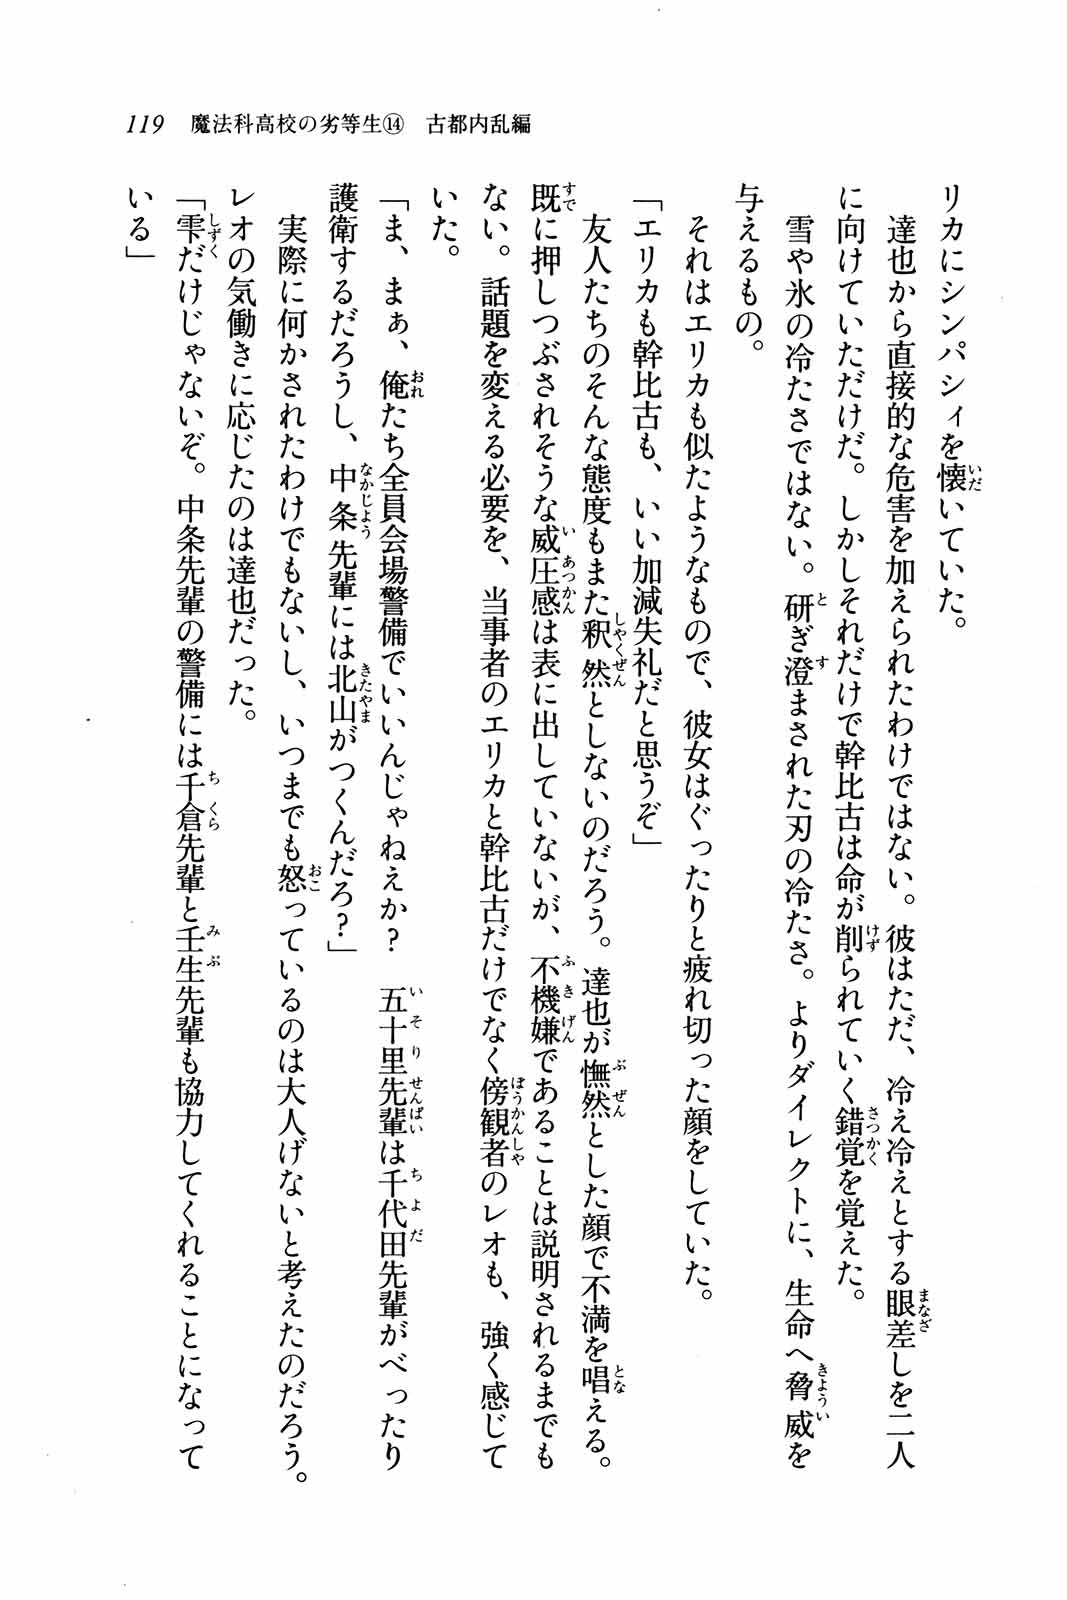 119 魔法科高校の劣等生⑭ 古都内乱編
リカにシンパシィを懐いていた。
達也から直接的な危害を加えられたわけではない。彼はただ、冷え冷えとする眼差しを二人
に向けていただけだ。しかしそれだけで幹比古は命が削られていく錯覚を覚えた。
雪や氷の冷たさではない。研ぎ澄まされた刃の冷たさ。よりダイレクトに、生命へ脅威を
与えるもの。
それはエリカも似たようなもので、彼女はぐったりと疲れ切った顔をしていた。
「エリカも幹比古も、いい加減失礼だと思うぞ」
友人たちのそんな態度もまた釈然としないのだろう。達也が憮然とした顔で不満を唱える。
既に押しつぶされそうな威圧感は表に出していないが、不機嫌であることは説明されるまでも
ない。話題を変える必要を、当事者のエリカと幹比古だけでなく傍観者のレオも、強く感じて
いた。
「ま、まぁ、俺たち全員会場警備でいいんじゃねえか？　五十里先輩は千代田先輩がべったり
護衛するだろうし、中条先輩には北山がつくんだろ？」
実際に何かされたわけでもないし、いつまでも怒っているのは大人げないと考えたのだろう。
レオの気働きに応じたのは達也だった。
「雫だけじゃないぞ。中条先輩の警備には千倉先輩と壬生先輩も協力してくれることになって
いる」